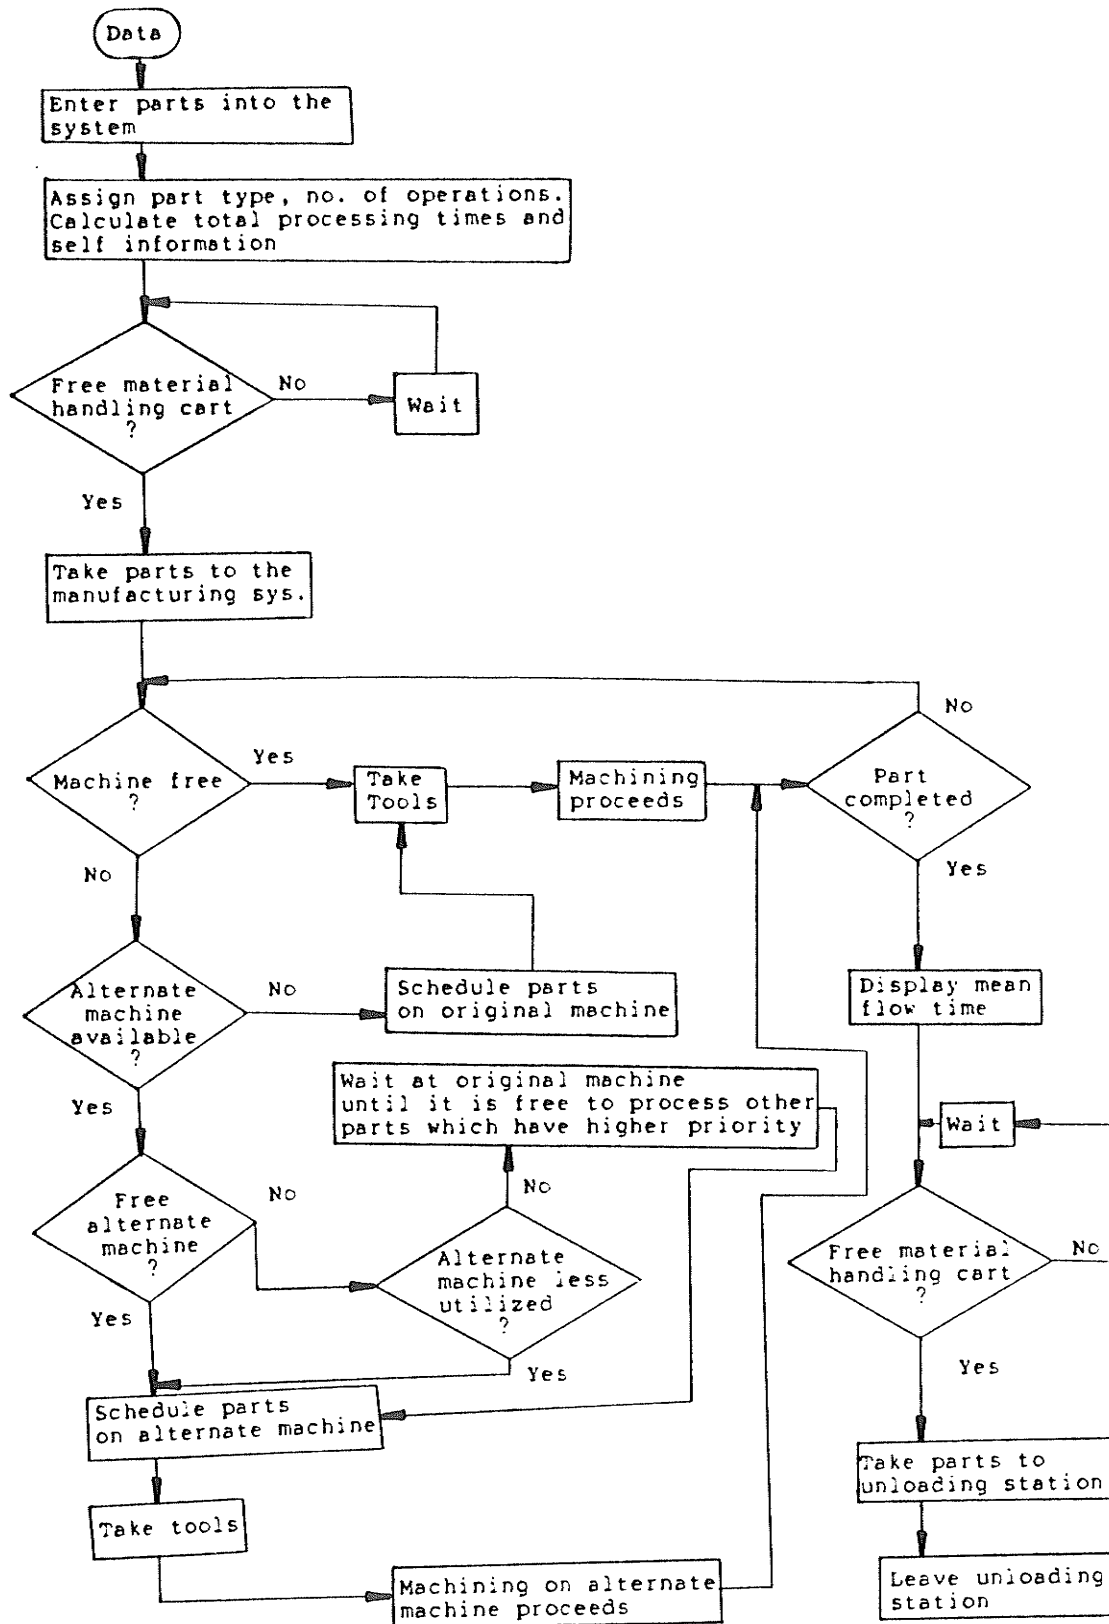 Data
Enter parts into the
system
Assign part type, no. of operations.
Calculate total processing times and
self information
Free material
handling cart
?
No
Wait
Yes
Take parts to the
manufacturing sys.
Machine free
?
Yes
Take
Tools
Machining
proceeds
Part
completed
?
No
Yes
No
Alternate
machine
available
?
No
Schedule parts
on original machine
Display mean
flow time
Yes
Wait at original machine
until it is free to process other
parts which have higher priority
Wait
Free
alternate
machine
?
No
No
Alternate
machine less
utilized
?
Free material
handling cart
?
No
Yes
Yes
Yes
Schedule parts
on alternate machine
Take parts to
unloading station
Take tools
Machining on alternate
machine proceeds
Leave unloading
station